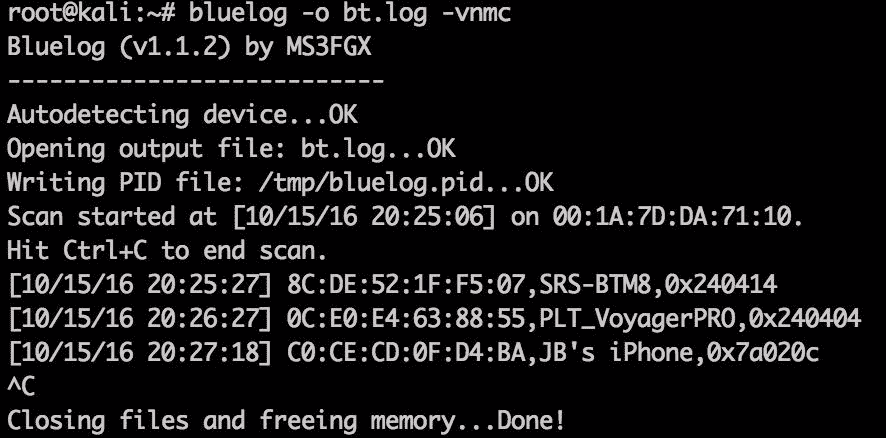 root@kali:~# bluelog -o bt.log -vnmc
Bluelog (v1.1.2) by MS3FGX
---------------------------
Autodetecting device...OK
Opening output file: bt.log...OK
Writing PID file: /tmp/bluelog.pid...OK
Scan started at [10/15/16 20:25:06] on 00:1A:7D:DA:71:10.
Hit Ctrl+C to end scan.
[10/15/16 20:25:27] 8C:DE:52:1F:F5:07,SRS-BTM8,0x240414
[10/15/16 20:26:27] 0C:E0:E4:63:88:55,PLT_VoyagerPRO,0x240404
[10/15/16 20:27:18] C0:CE:CD:0F:D4:BA,JB's iPhone,0x7a020c
^C
Closing files and freeing memory...Done!